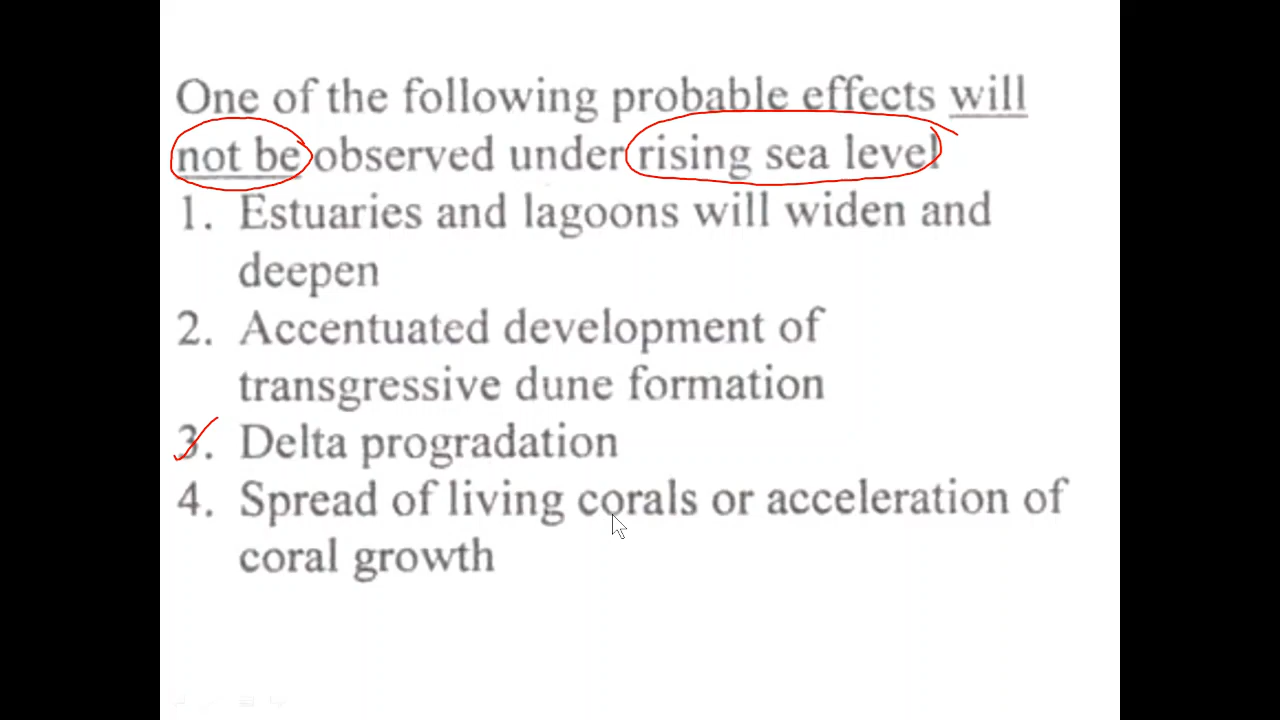 One of the following probable effects will
not be observed under rising sea level
1. Estuaries and lagoons will widen and
deepen
2. Accentuated development of
transgressive dune formation
3. Delta progradation
4. Spread of living corals or acceleration of
coral growth